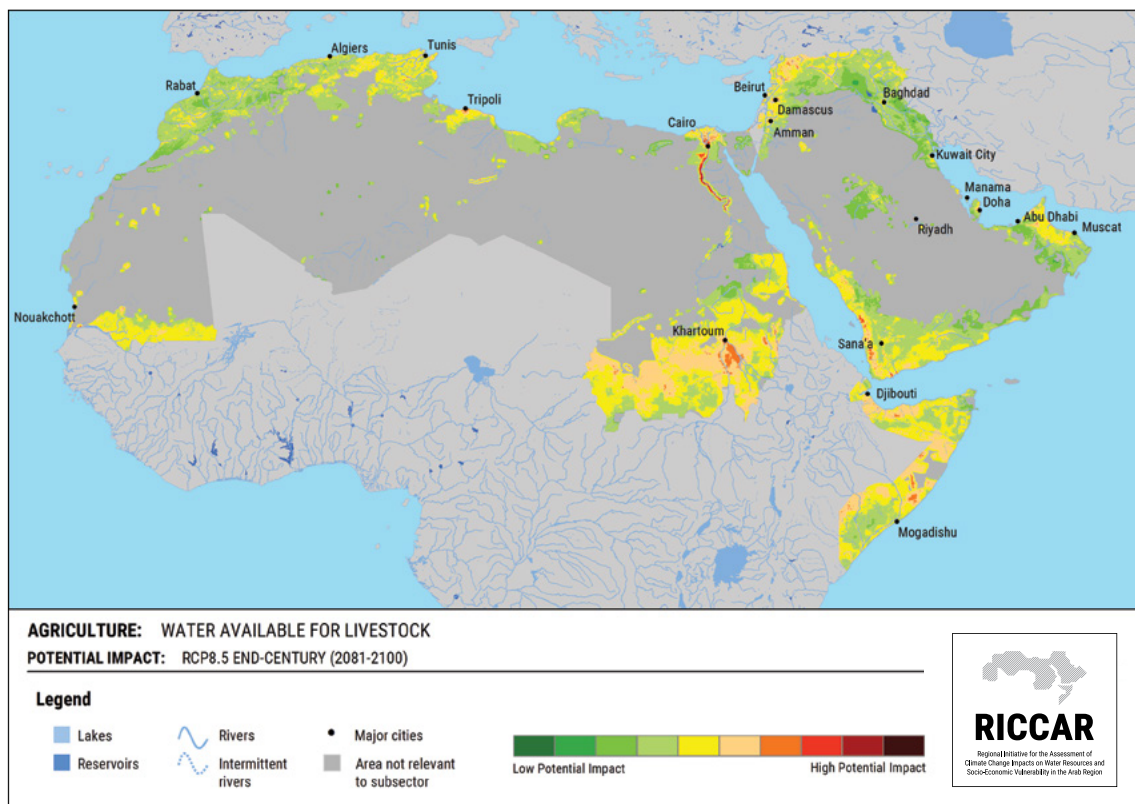 Algiers
Tunis
Rabat
Tripoli
Beirut
Baghdad
Damascus
Cairo
Amman
Kuwait City
Manama
Doha
Abu Dhabi
Riyadh
Muscat
Nouakchott
Khartoum
Sana'a
Djibouti
Mogadishu
AGRICULTURE: WATER AVAILABLE FOR LIVESTOCK
POTENTIAL IMPACT: RCP8.5 END-CENTURY (2081-2100)
Legend
Lakes
Rivers
Major cities
Reservoirs
Intermittent
rivers
Area not relevant
to subsector
Low Potential Impact
High Potential Impact
RICCAR
Regional Initiative for the Assessment of
Climate Change Impacts on Water Resources and
Socio-Economic Vulnerability in the Arab Region